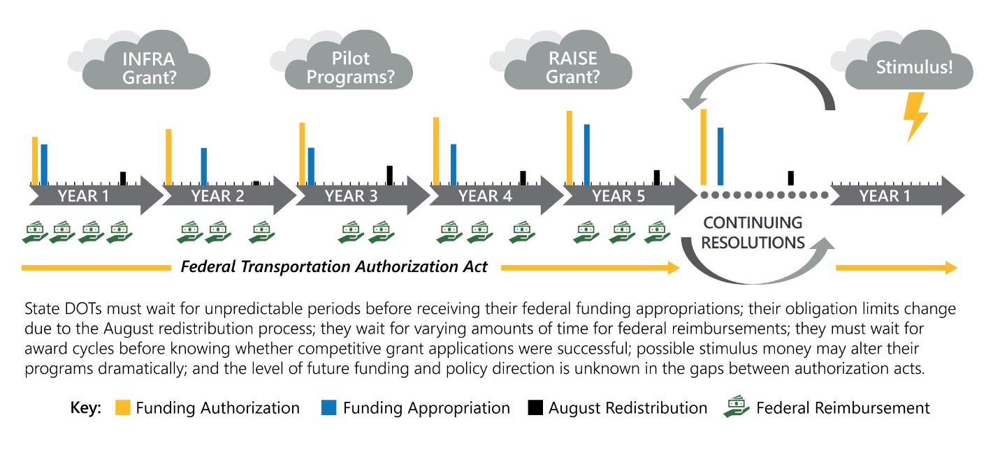 INFRA
Grant?
Pilot
Programs?
RAISE
Grant?
Stimulus!
YEAR 1
YEAR 2
YEAR 3
YEAR 4
YEAR 5
YEAR 1
CONTINUING
RESOLUTIONS
Federal Transportation Authorization Act
State DOTs must wait for unpredictable periods before receiving their federal funding appropriations; their obligation limits change
due to the August redistribution process; they wait for varying amounts of time for federal reimbursements; they must wait for
award cycles before knowing whether competitive grant applications were successful; possible stimulus money may alter their
programs dramatically; and the level of future funding and policy direction is unknown in the gaps between authorization acts.
Key: Funding Authorization Funding Appropriation August Redistribution Federal Reimbursement